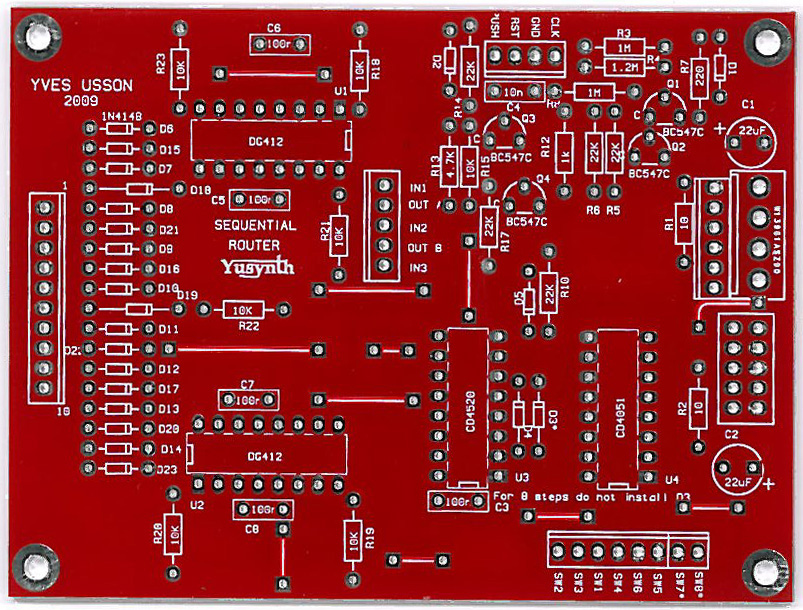 C6
100n
R23
10K
R18
10K
U1
YVES USSON
2009
DG412
1N4148
D6
D15
D7
1
D18
C5
100n
D8
D21
SEQUENTIAL
ROUTER
Yusynth
D9
D16
D10
D19
R21
10K
10K
R22
D11
D22
D12
D17
C7
100n
D13
10
D20
D14
D23
DG412
U2
C8
100n
R20
10K
R19
10K
IN1
OUT A
IN2
OUT B
IN3
PUSH
RST
GND
CLK
D2
22K
R14
10n
C4
R3
1M
1.2M
R4
1M
R8
R7
220
D1
Q1
BC547C
Q2
BC547C
C1
+
22uF
Q3
BC547C
R13
4.7K
10K
R15
R12
1k
22K
22K
R6
R5
Q4
BC547C
22K
R17
R1
10
D5
22K
R10
CD4520
U3
D4
D3*
CD4051
U4
R2
10
C2
22uF
+
100n
C3
For 8 steps do not install D3
SW2
SW3
SW1
SW4
SW6
SW5
SW7*
SW8*